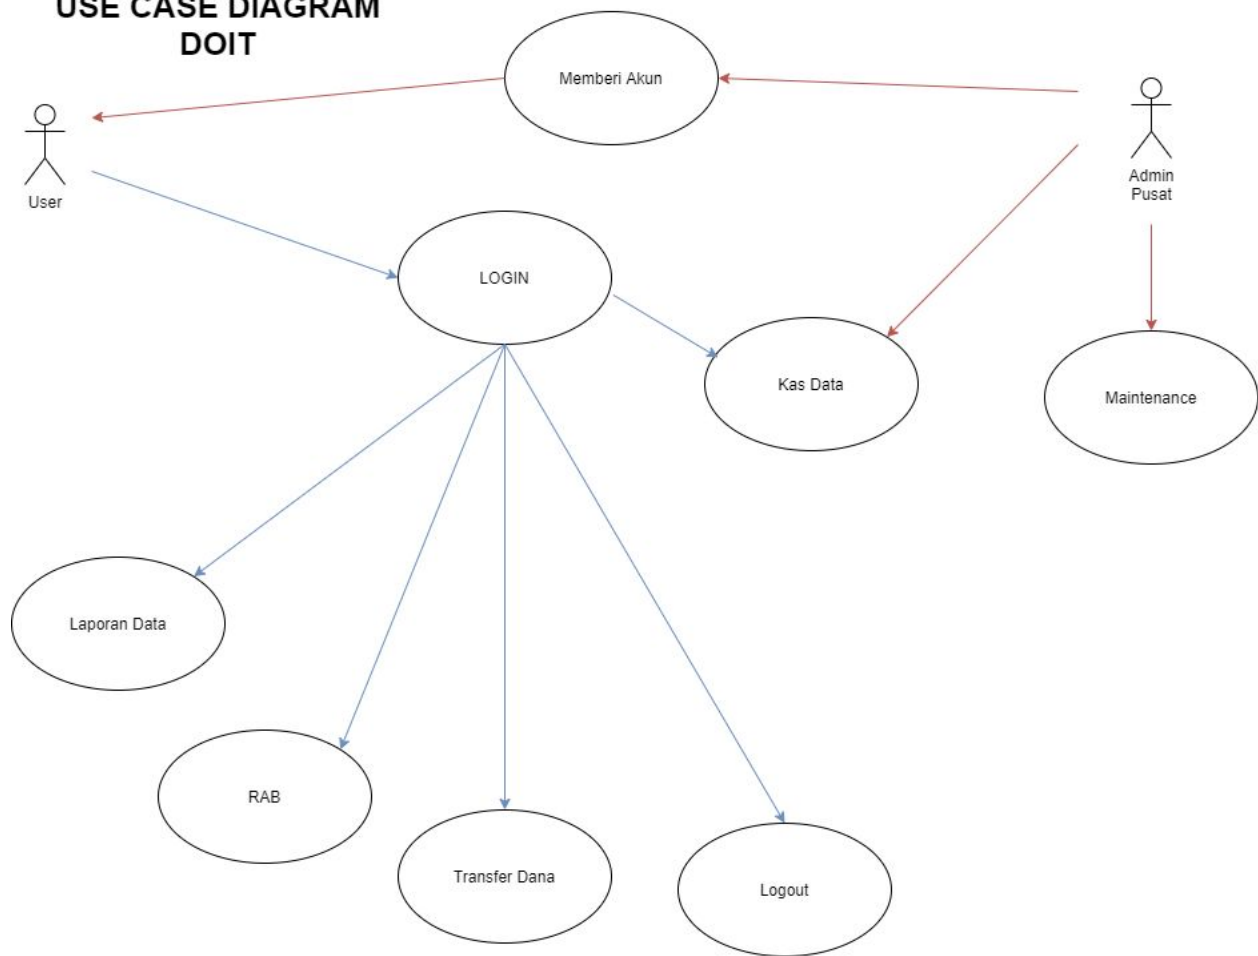 USE CASE DIAGRAM
DOIT
Memberi Akun
User
Admin
Pusat
LOGIN
Kas Data
Maintenance
Laporan Data
RAB
Transfer Dana
Logout